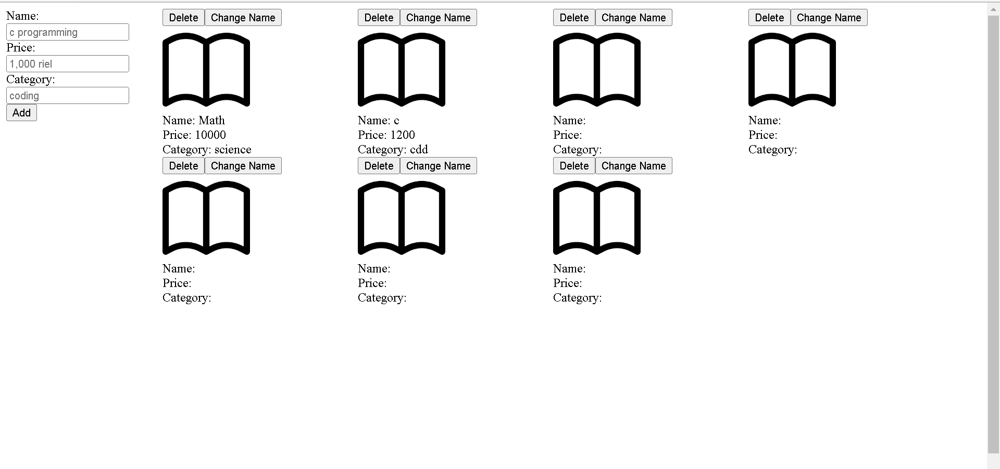 Name:
c programming
Price:
1,000 riel
Category:
coding
Add
Delete Change Name
Name: Math
Price: 10000
Category: science
Delete Change Name
Name: c
Price: 1200
Category: cdd
Delete Change Name
Name:
Price:
Category:
Delete Change Name
Name:
Price:
Category:
Delete Change Name
Name:
Price:
Category:
Delete Change Name
Name:
Price:
Category:
Delete Change Name
Name:
Price:
Category: